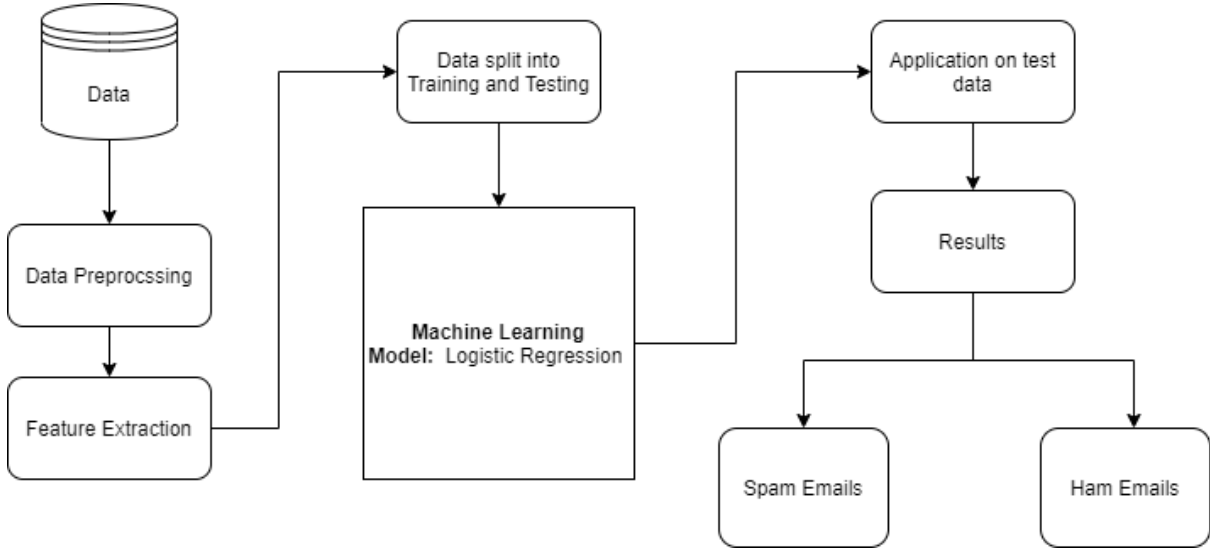 Data
Data Preprocssing
Feature Extraction
Data split into
Training and Testing
Machine Learning
Model: Logistic Regression
Application on test
data
Results
Spam Emails
Ham Emails